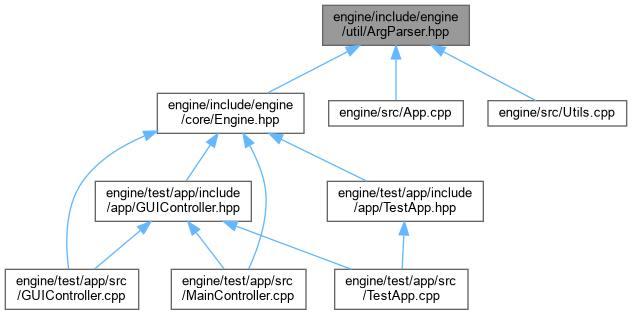 engine/include/engine
/util/ArgParser.hpp
engine/include/engine
/core/Engine.hpp
engine/src/App.cpp
engine/src/Utils.cpp
engine/test/app/include
/app/GUIController.hpp
engine/test/app/include
/app/TestApp.hpp
engine/test/app/src
/GUIController.cpp
engine/test/app/src
/MainController.cpp
engine/test/app/src
/TestApp.cpp